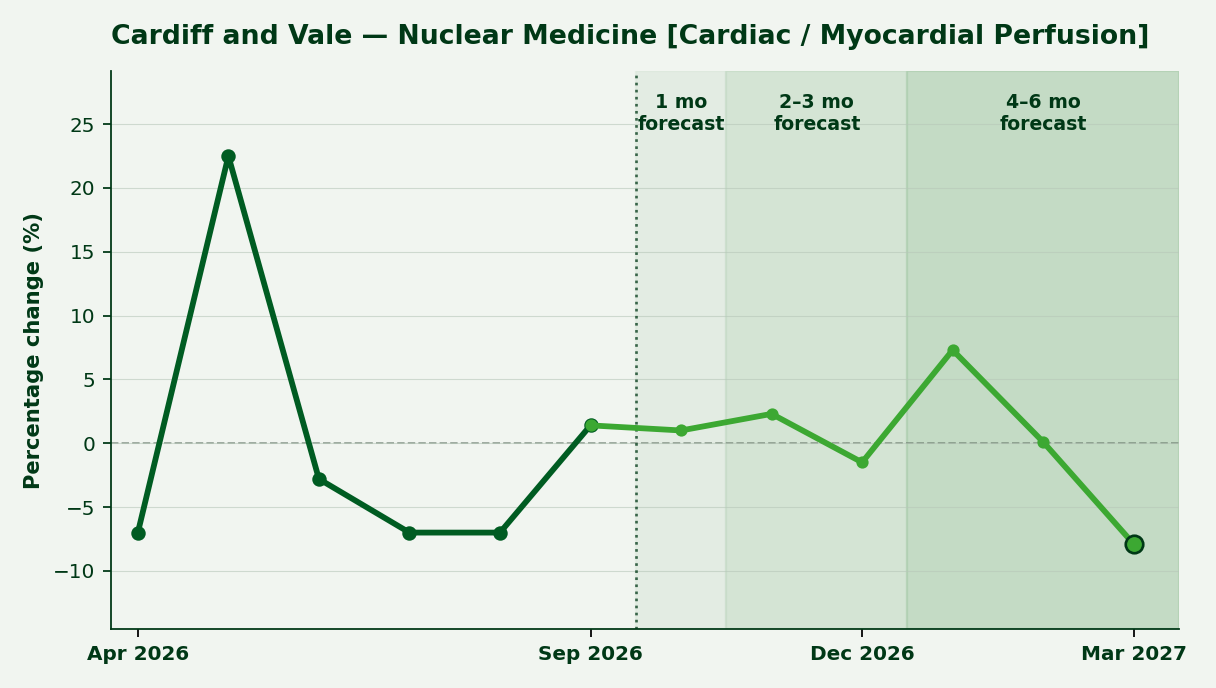 Cardiff and Vale — Nuclear Medicine [Cardiac / Myocardial Perfusion]
1 mo
forecast
2–3 mo
forecast
4–6 mo
forecast
Percentage change (%)
25
20
15
10
5
0
−5
−10
Apr 2026
Sep 2026
Dec 2026
Mar 2027